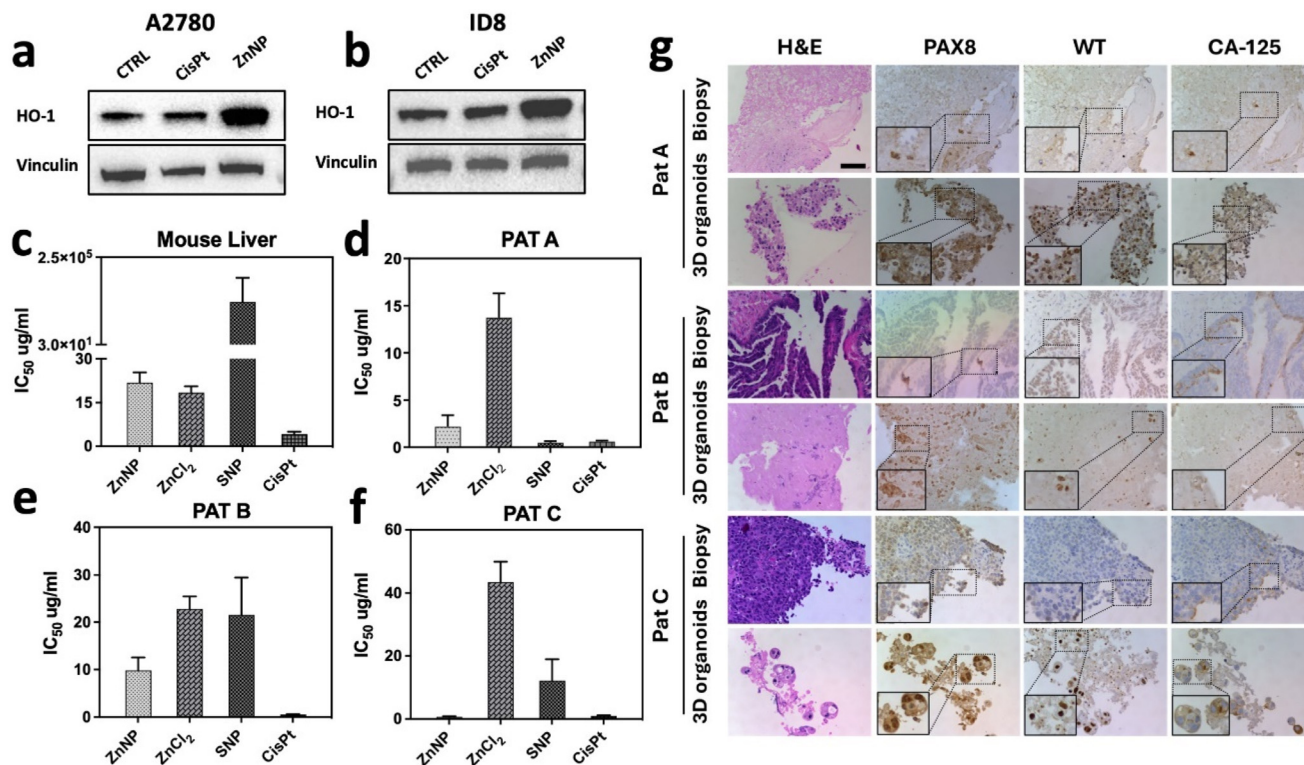 A2780
a
CTRL
CisPt
ZnNP
HO-1
Vinculin
ID8
b
CTRL
CisPt
ZnNP
HO-1
Vinculin
c
Mouse Liver
IC50 ug/ml
2.5×10⁵
3.0×10¹
30
15
0
ZnNP
ZnCl₂
SNP
CisPt
d
PAT A
IC50 ug/ml
20
15
10
5
0
ZnNP
ZnCl₂
SNP
CisPt
e
PAT B
IC50 ug/ml
40
30
20
10
0
ZnNP
ZnCl₂
SNP
CisPt
f
PAT C
IC50 ug/ml
60
40
20
0
ZnNP
ZnCl₂
SNP
CisPt
g
H&E
PAX8
WT
CA-125
Pat A
Biopsy
3D organoids
Pat B
Biopsy
3D organoids
Pat C
Biopsy
3D organoids